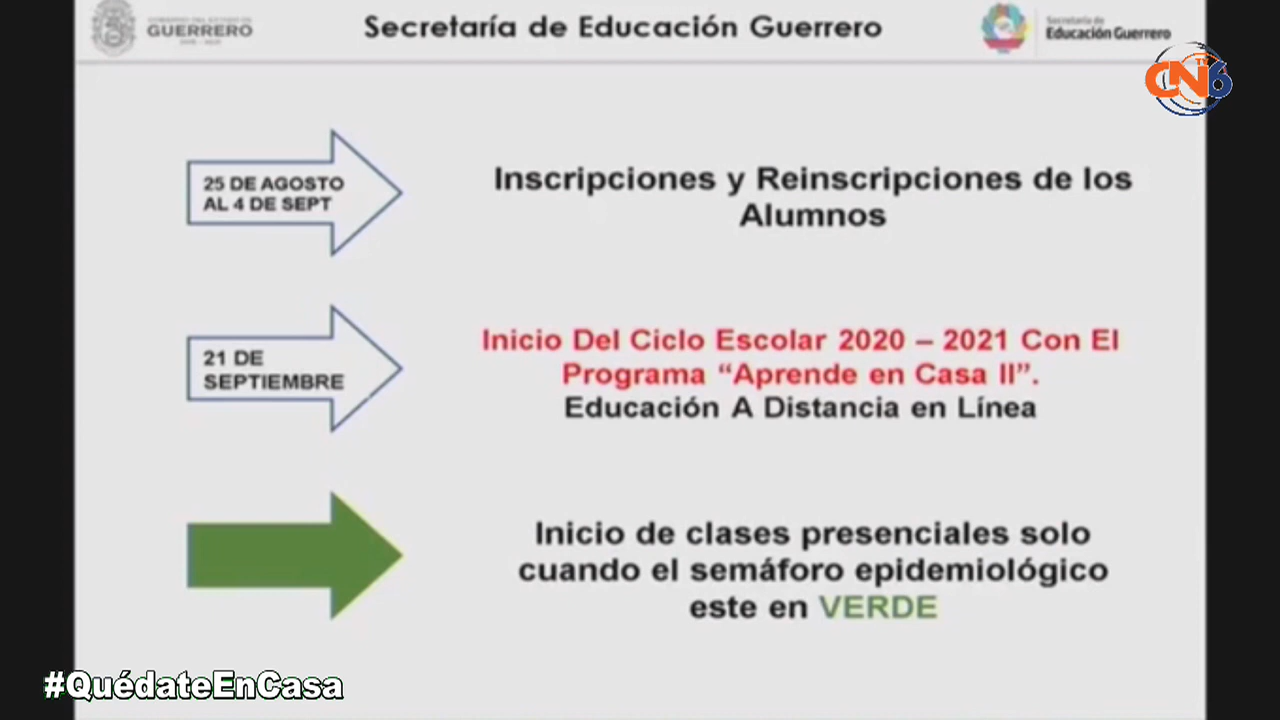 GUERRERO
Secretaría de Educación Guerrero
Secretaría de
Educación Guerrero
CN6
TV
25 DE AGOSTO
AL 4 DE SEPT
Inscripciones y Reinscripciones de los
Alumnos
21 DE
SEPTIEMBRE
Inicio Del Ciclo Escolar 2020 – 2021 Con El
Programa “Aprende en Casa II”.
Educación A Distancia en Línea
Inicio de clases presenciales solo
cuando el semáforo epidemiológico
este en VERDE
#QuédateEnCasa